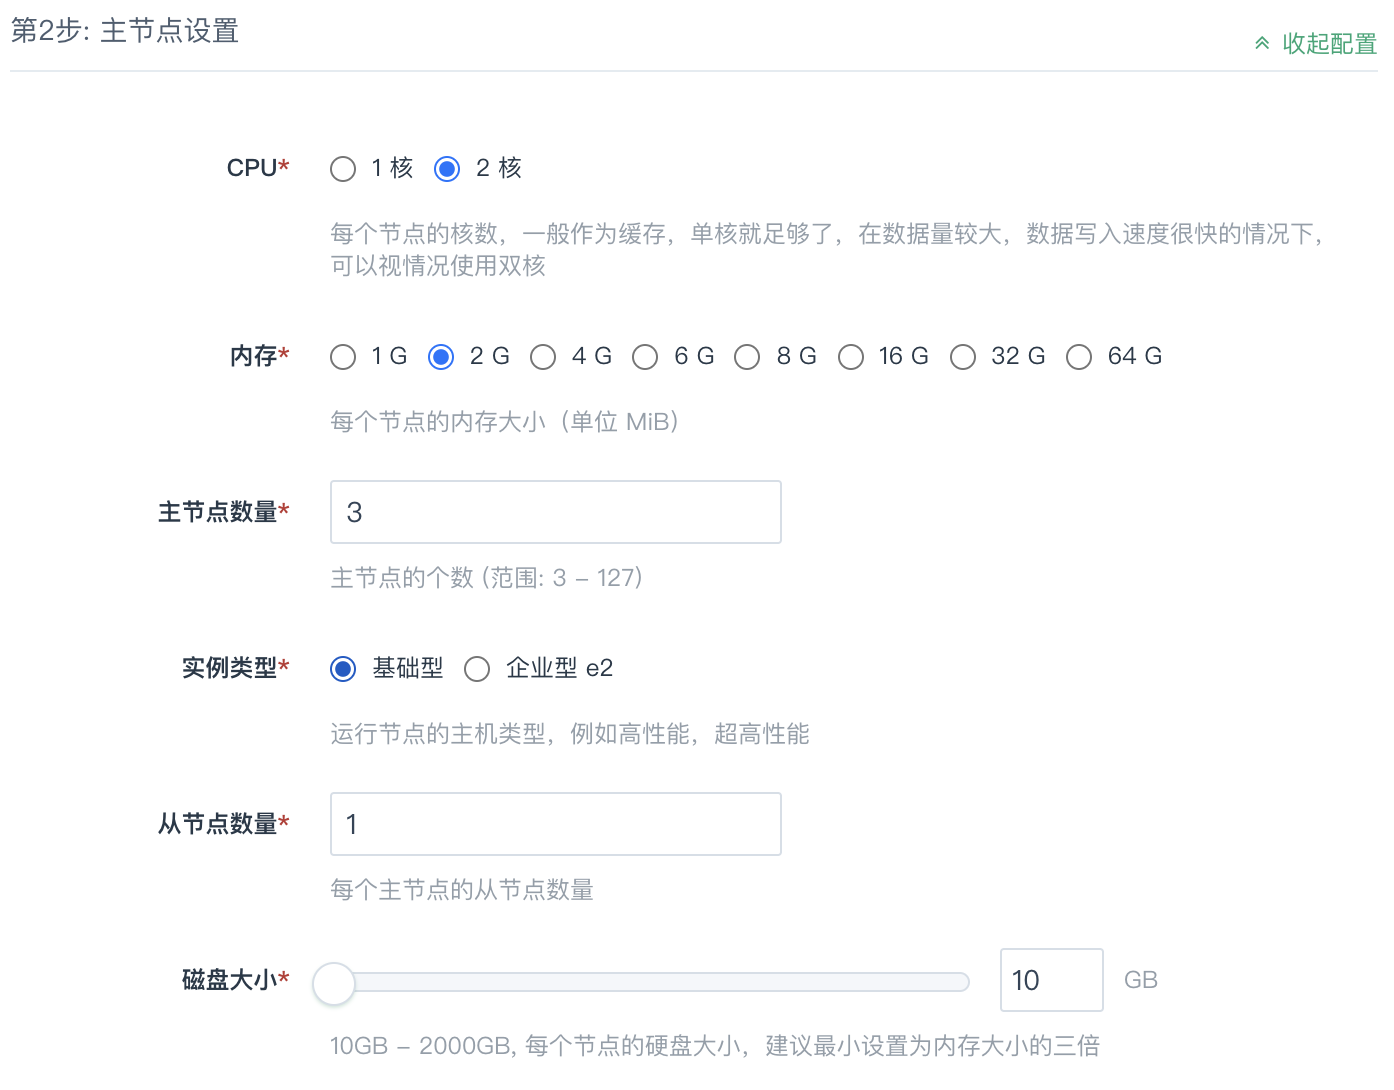 第2步: 主节点设置
收起配置
CPU* 1 核 2 核
每个节点的核数，一般作为缓存，单核就足够了，在数据量较大，数据写入速度很快的情况下，
可以视情况使用双核
内存* 1 G 2 G 4 G 6 G 8 G 16 G 32 G 64 G
每个节点的内存大小（单位 MiB）
主节点数量* 3
主节点的个数 (范围: 3 – 127)
实例类型* 基础型 企业型 e2
运行节点的主机类型，例如高性能，超高性能
从节点数量* 1
每个主节点的从节点数量
磁盘大小* 10 GB
10GB – 2000GB, 每个节点的硬盘大小，建议最小设置为内存大小的三倍